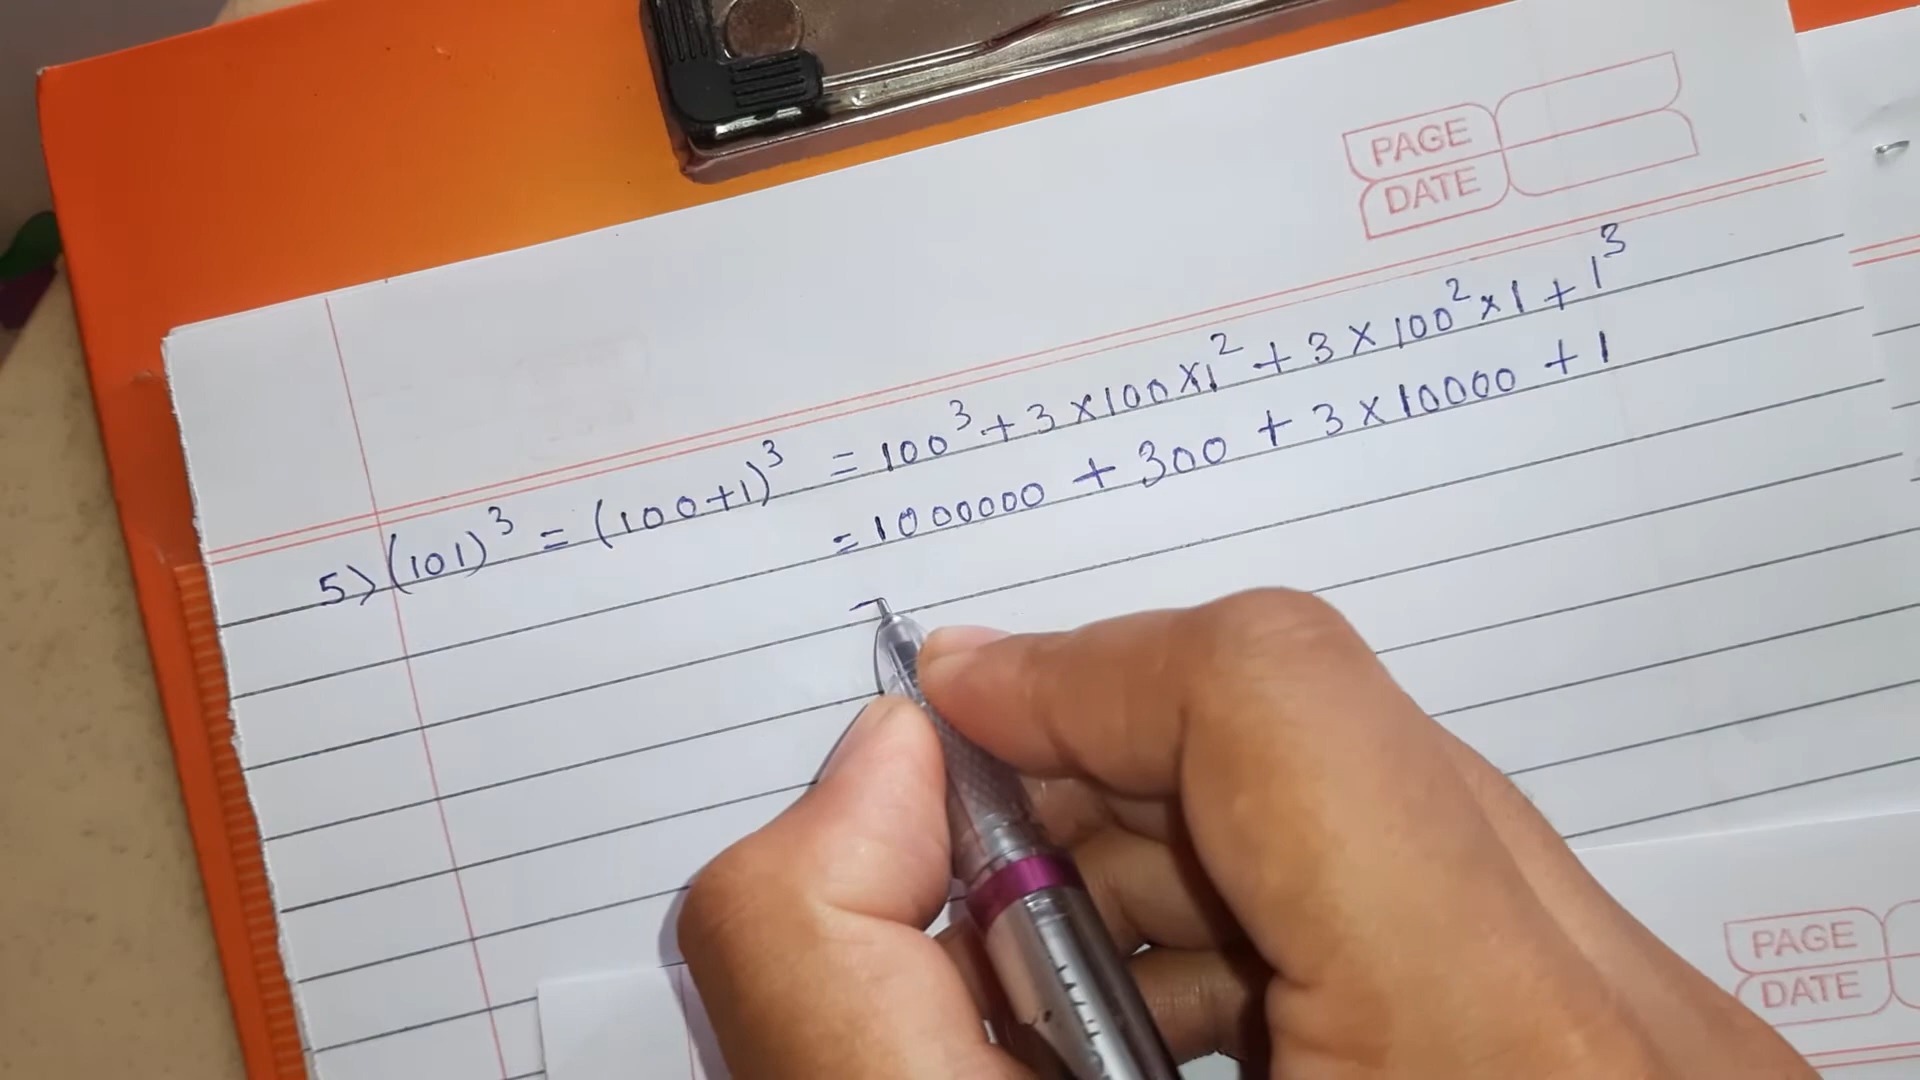 PAGE
DATE
5) (101)³ = (100+1)³ = 100³ + 3 × 100 × 1² + 3 × 100² × 1 + 1³
= 1000000 + 300 + 3 × 10000 + 1
PAGE
DATE